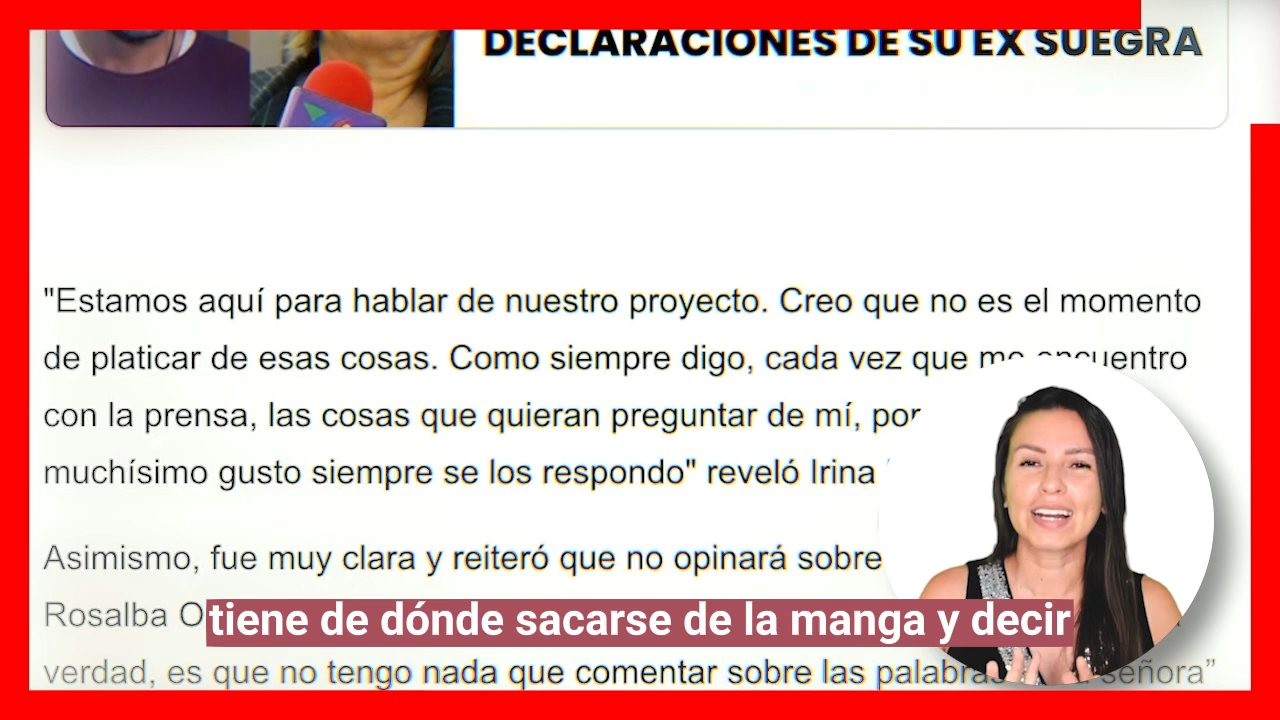 DECLARACIONES DE SU EX SUEGRA
"Estamos aquí para hablar de nuestro proyecto. Creo que no es el momento
de platicar de esas cosas. Como siempre digo, cada vez que me encuentro
con la prensa, las cosas que quieran preguntar de mí, por
muchísimo gusto siempre se los respondo" reveló Irina
Asimismo, fue muy clara y reiteró que no opinará sobre
Rosalba O
tiene de dónde sacarse de la manga y decir
verdad, es que no tengo nada que comentar sobre las palabras señora”